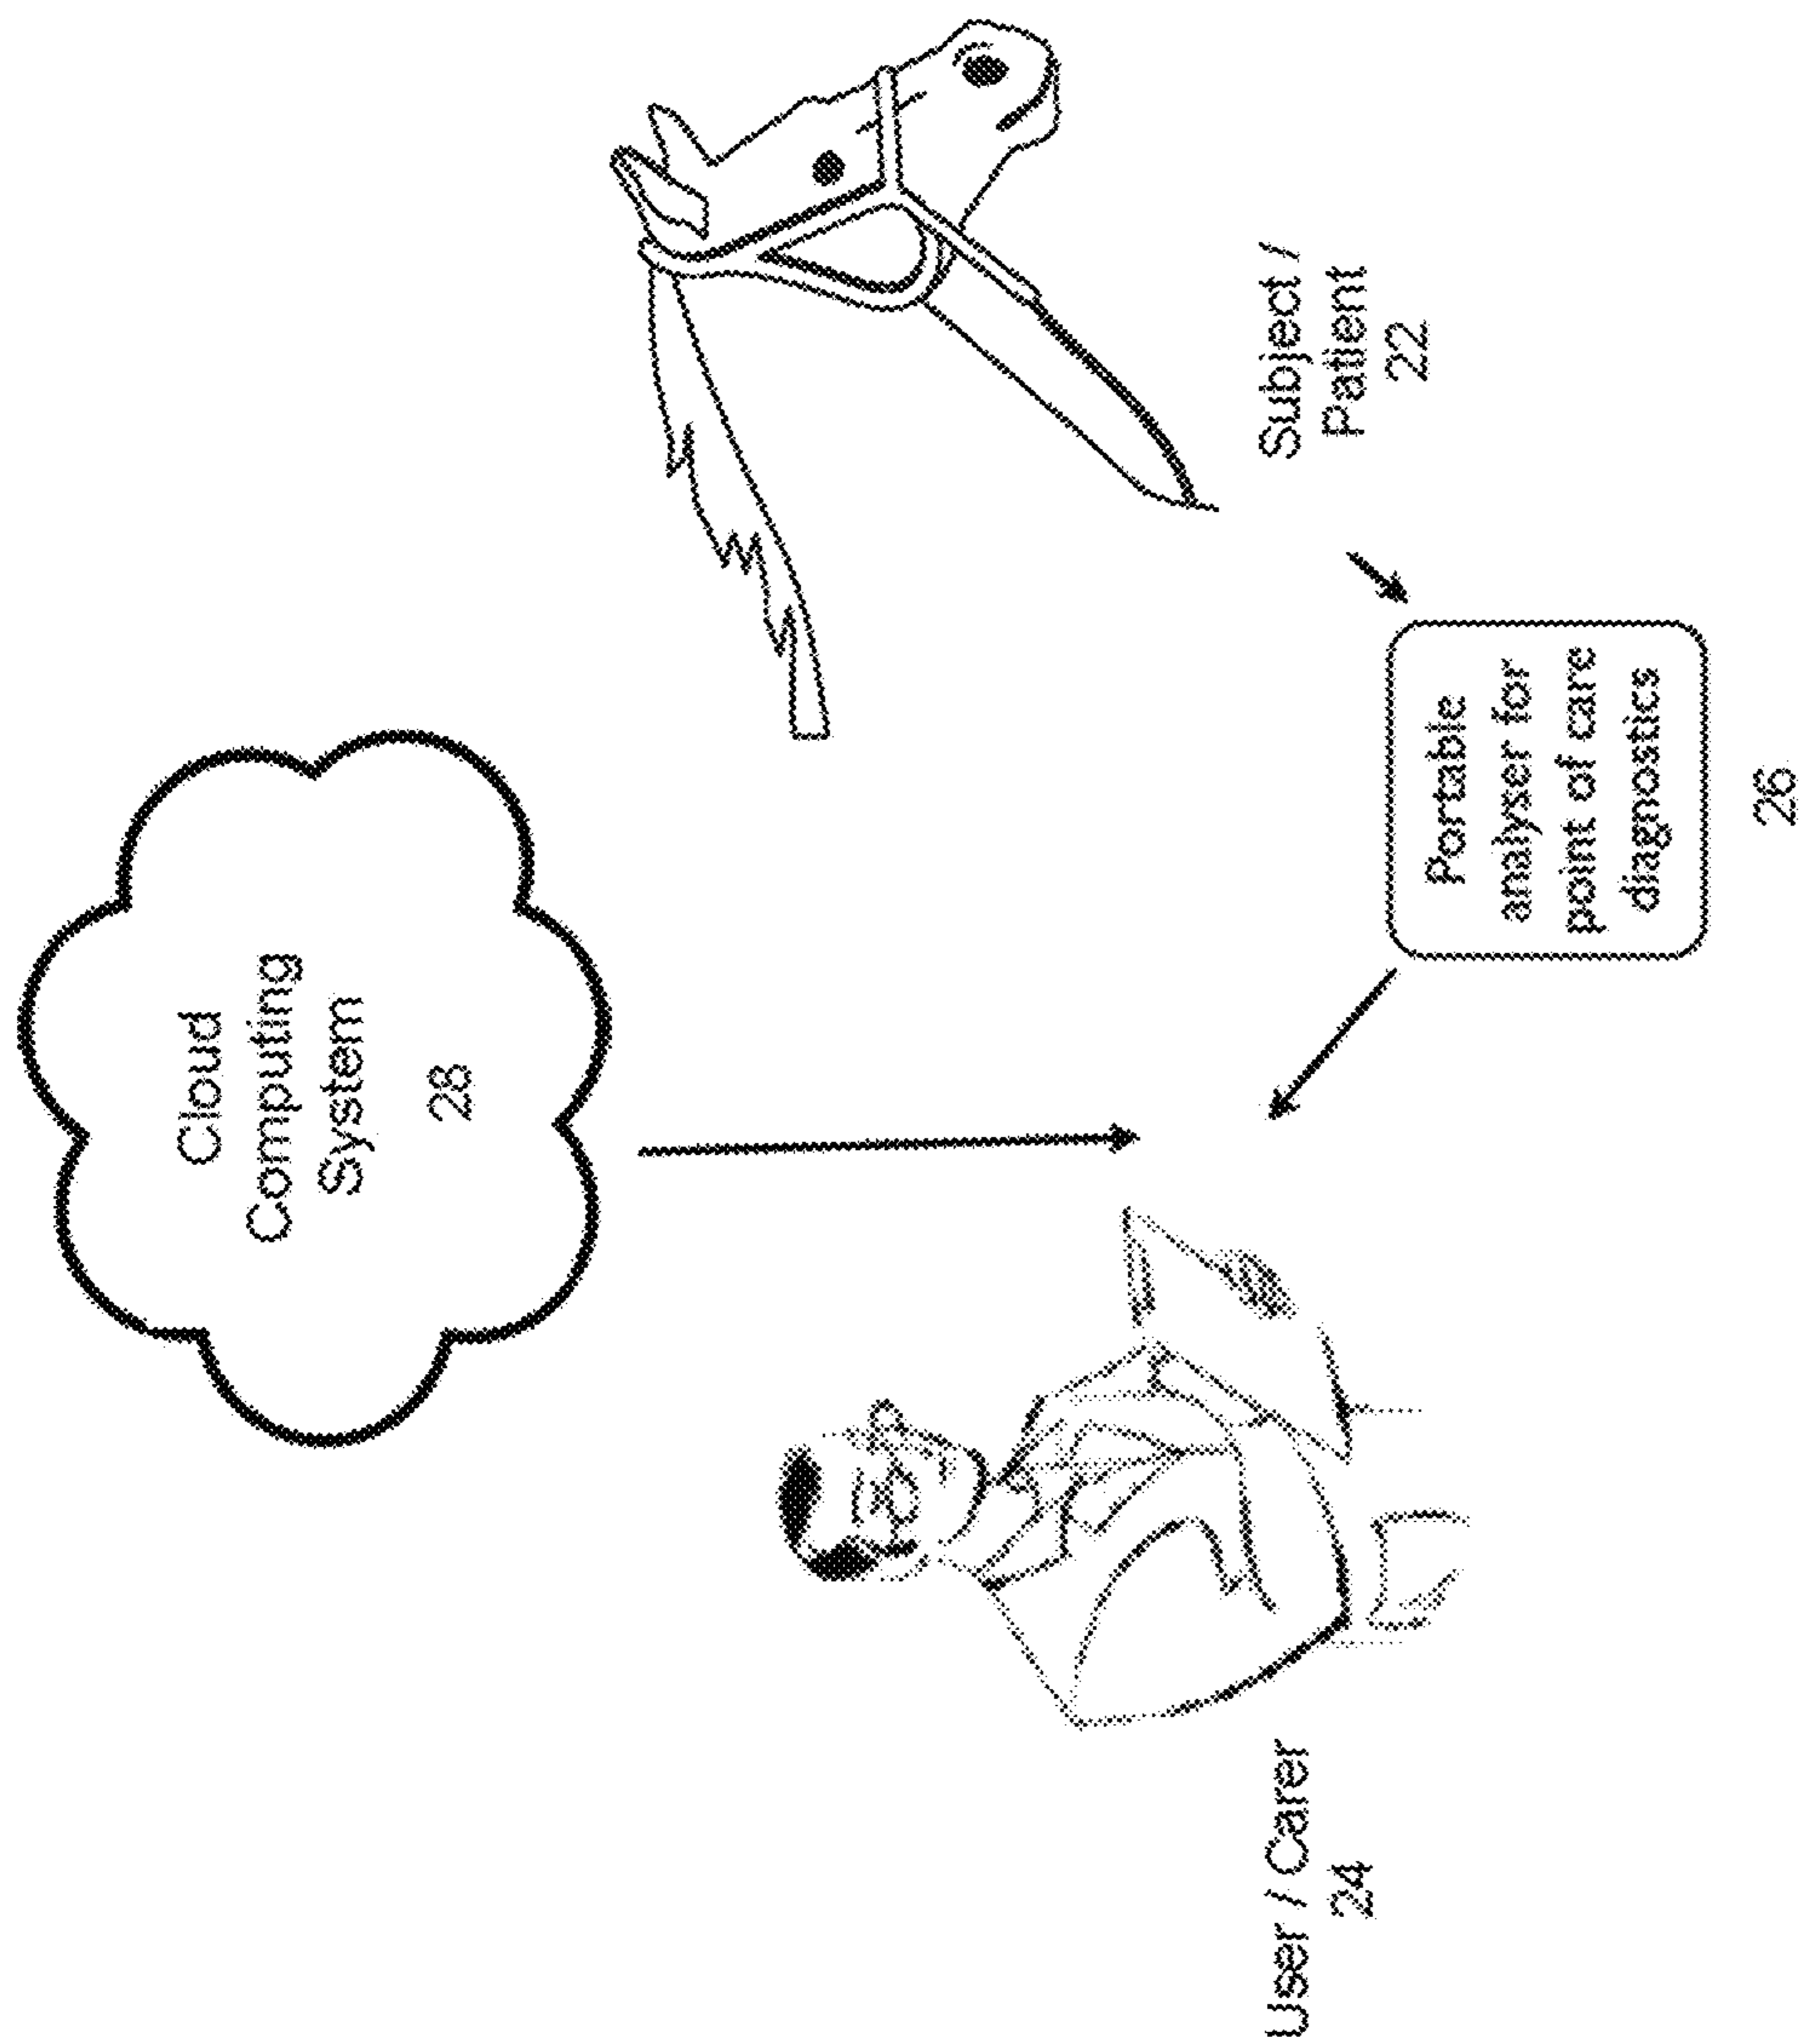 Cloud
Computing
System
28
User / Carer
24
Subject /
Patient
22
Portable
analyser for
point of care
diagnostics
26